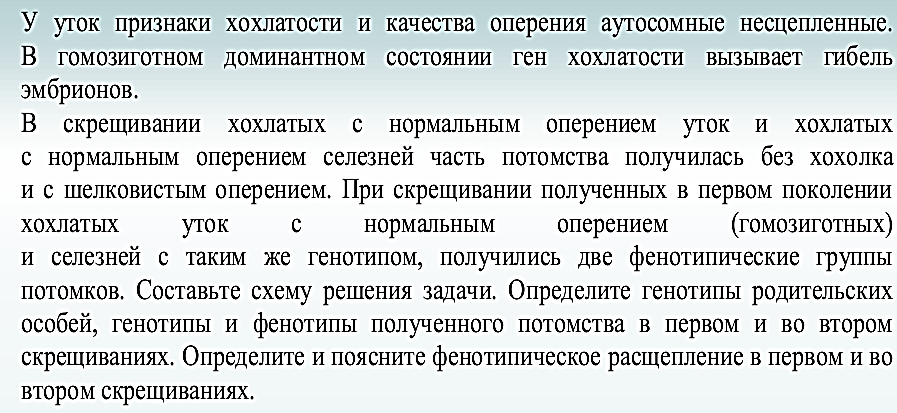 У уток признаки хохлатости и качества оперения аутосомные несцепленные.
В гомозиготном доминантном состоянии ген хохлатости вызывает гибель
эмбрионов.
В скрещивании хохлатых с нормальным оперением уток и хохлатых
с нормальным оперением селезней часть потомства получилась без хохолка
и с шелковистым оперением. При скрещивании полученных в первом поколении
хохлатых уток с нормальным оперением (гомозиготных)
и селезней с таким же генотипом, получились две фенотипические группы
потомков. Составьте схему решения задачи. Определите генотипы родительских
особей, генотипы и фенотипы полученного потомства в первом и во втором
скрещиваниях. Определите и поясните фенотипическое расщепление в первом и во
втором скрещиваниях.